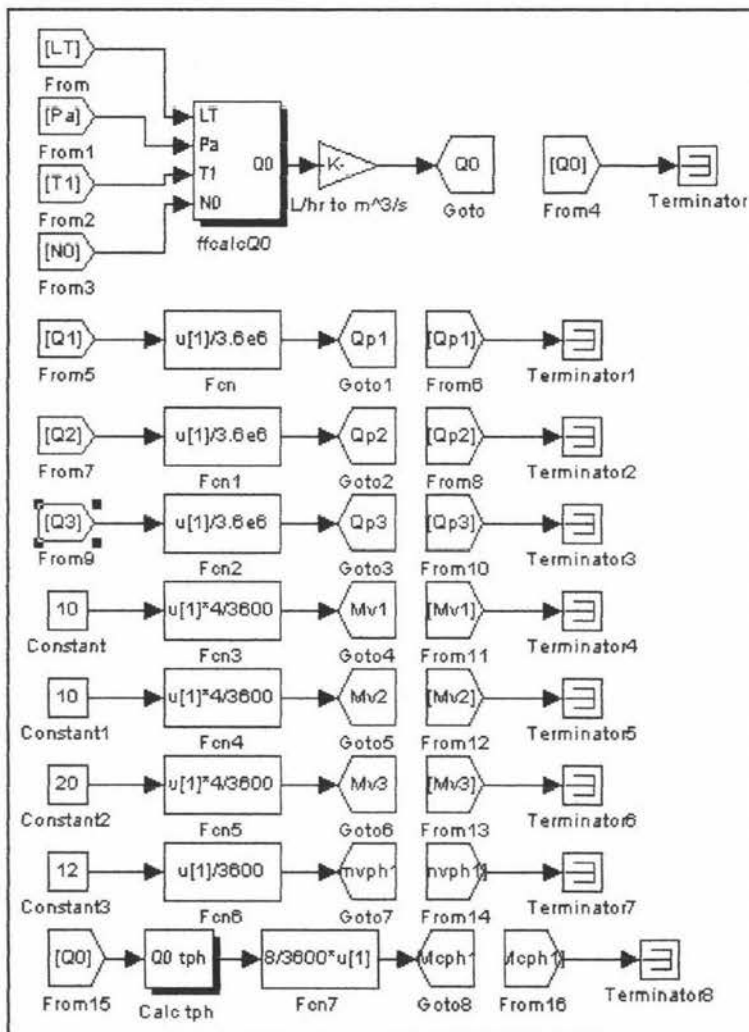 [LT]
From
[Pa]
From1
[T1]
From2
[N0]
From3
LT
Pa
T1
N0
Q0
ffcalcQ0
K-
L/hr to m^3/s
Q0
Goto
[Q0]
From4
Terminator
[Q1]
From5
u[1]/3.6e6
Fcn
Qp1
Goto1
[Qp1]
From6
Terminator1
[Q2]
From7
u[1]/3.6e6
Fcn1
Qp2
Goto2
[Qp2]
From8
Terminator2
[Q3]
From9
u[1]/3.6e6
Fcn2
Qp3
Goto3
[Qp3]
From10
Terminator3
10
Constant
u[1]*4/3600
Fcn3
Mv1
Goto4
[Mv1]
From11
Terminator4
10
Constant1
u[1]*4/3600
Fcn4
Mv2
Goto5
[Mv2]
From12
Terminator5
20
Constant2
u[1]*4/3600
Fcn5
Mv3
Goto6
[Mv3]
From13
Terminator6
12
Constant3
u[1]/3600
Fcn6
nvph1
Goto7
nvph1]
From14
Terminator7
[Q0]
From15
Q0 tph
Calc tph
8/3600*u[1]
Fcn7
Mcph1
Goto8
Mcph1]
From16
Terminator8